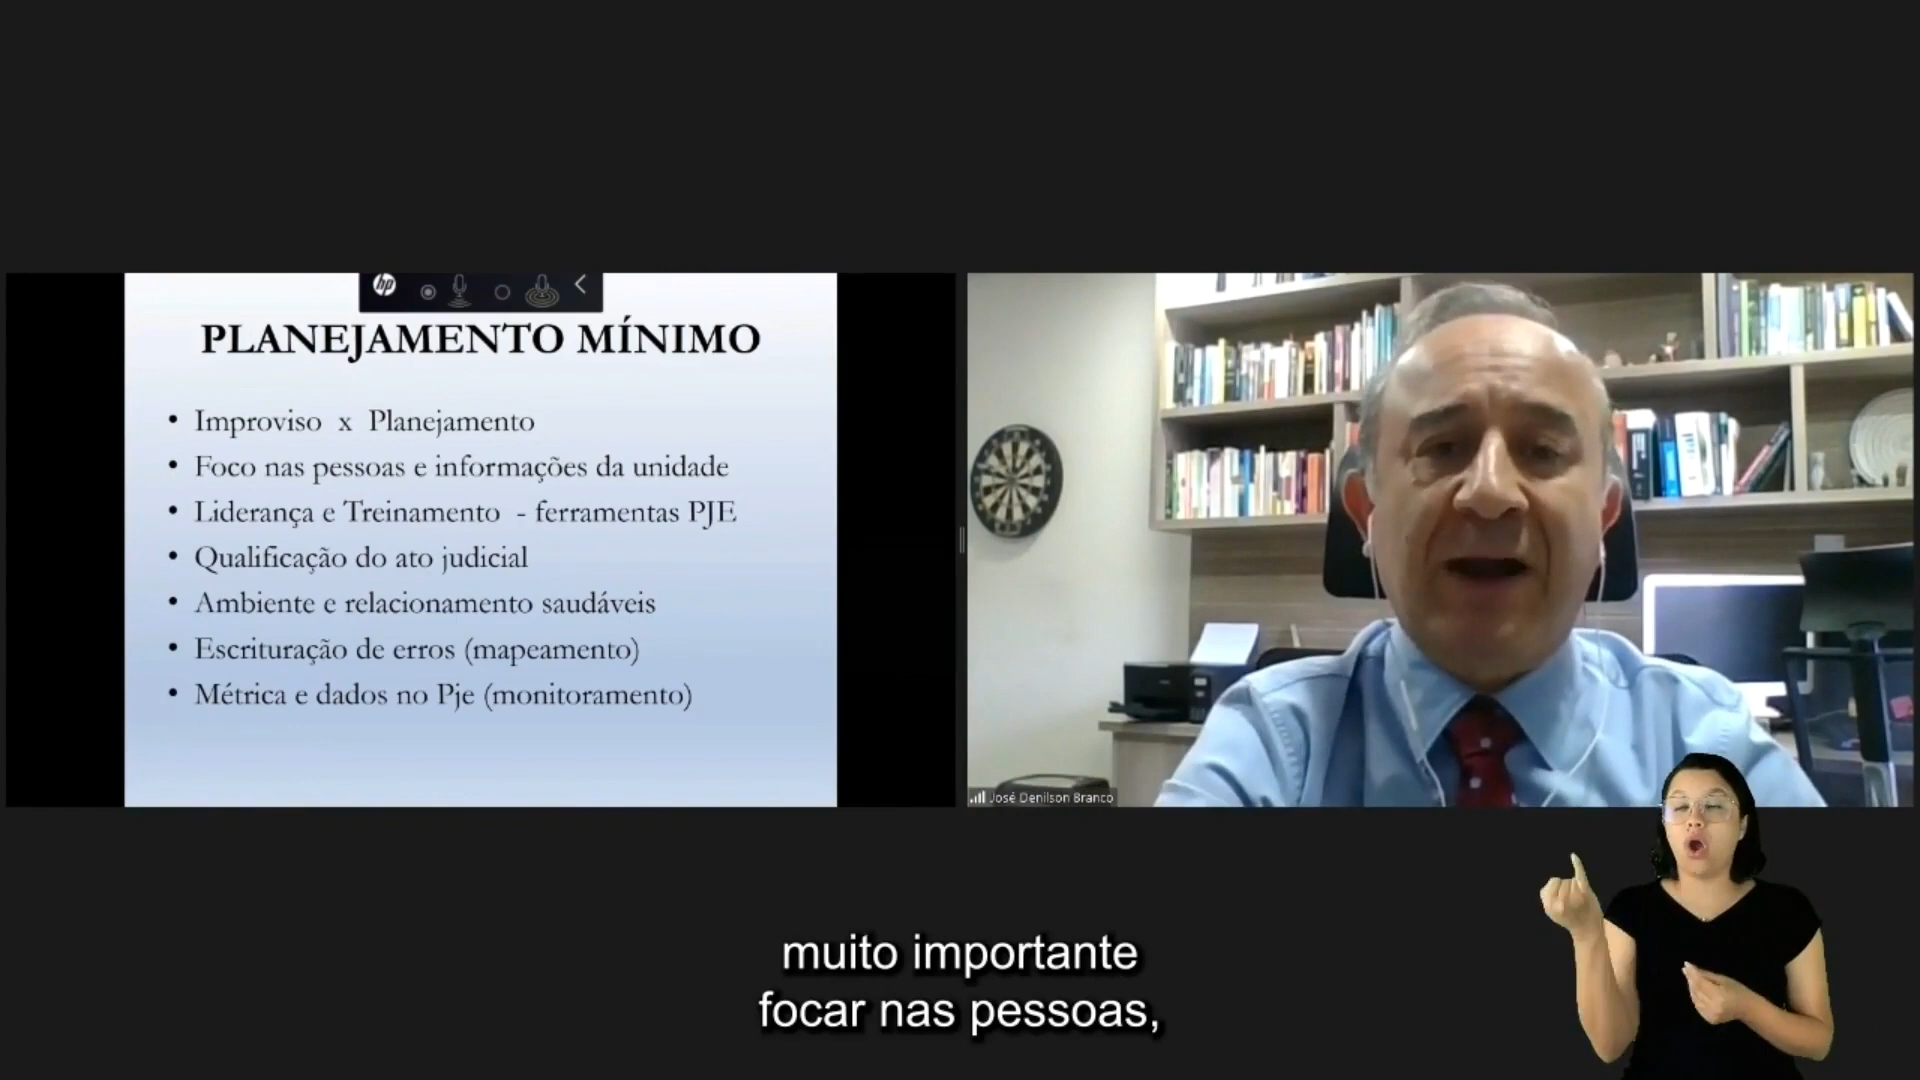 hp
PLANEJAMENTO MÍNIMO
• Improviso x Planejamento
• Foco nas pessoas e informações da unidade
• Liderança e Treinamento - ferramentas PJE
• Qualificação do ato judicial
• Ambiente e relacionamento saudáveis
• Escrituração de erros (mapeamento)
• Métrica e dados no Pje (monitoramento)
José Denilson Branco
muito importante
focar nas pessoas,